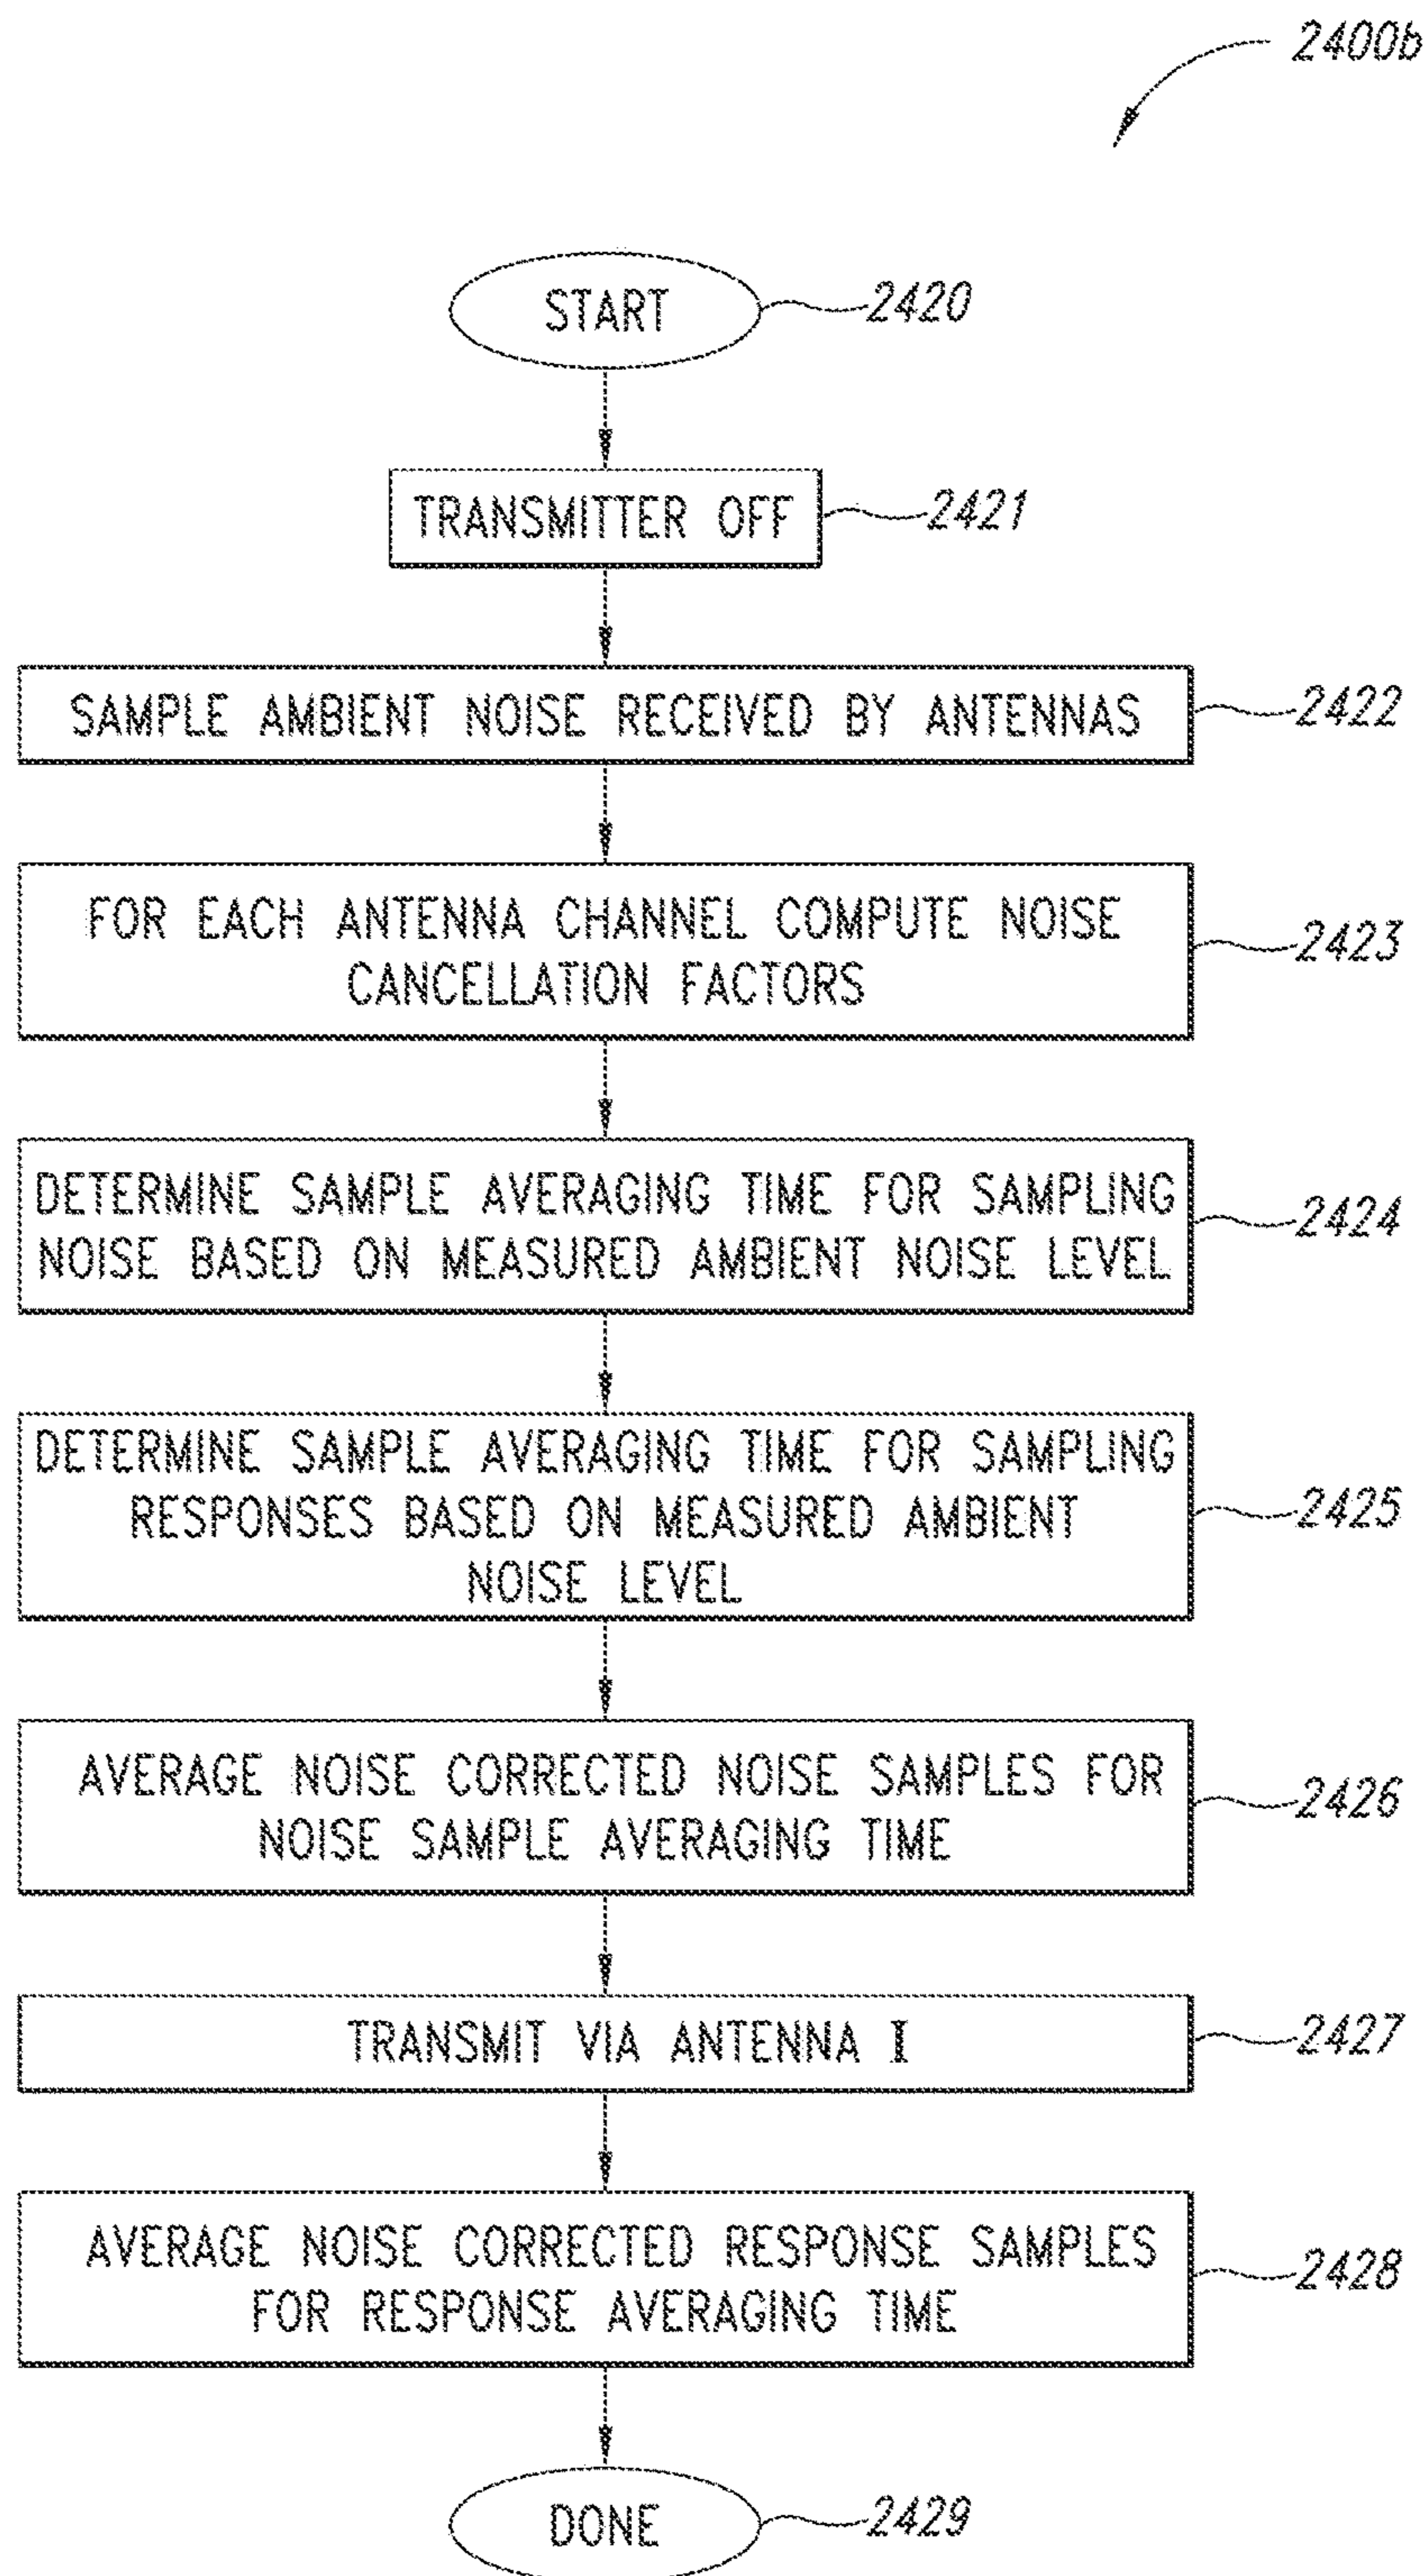 2400b
START
2420
TRANSMITTER OFF
2421
SAMPLE AMBIENT NOISE RECEIVED BY ANTENNAS
2422
FOR EACH ANTENNA CHANNEL COMPUTE NOISE
CANCELLATION FACTORS
2423
DETERMINE SAMPLE AVERAGING TIME FOR SAMPLING
NOISE BASED ON MEASURED AMBIENT NOISE LEVEL
2424
DETERMINE SAMPLE AVERAGING TIME FOR SAMPLING
RESPONSES BASED ON MEASURED AMBIENT
NOISE LEVEL
2425
AVERAGE NOISE CORRECTED NOISE SAMPLES FOR
NOISE SAMPLE AVERAGING TIME
2426
TRANSMIT VIA ANTENNA I
2427
AVERAGE NOISE CORRECTED RESPONSE SAMPLES
FOR RESPONSE AVERAGING TIME
2428
DONE
2429